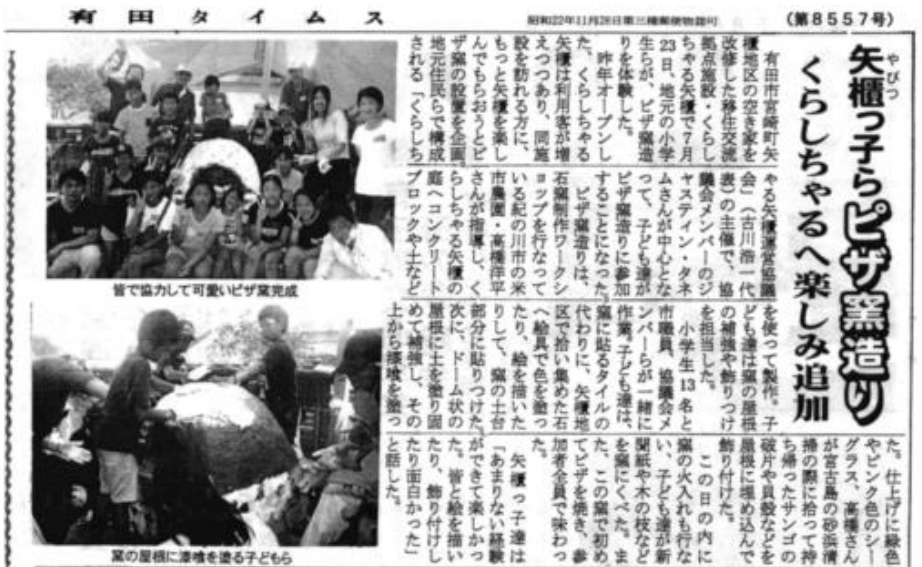 有田タイムス
昭和22年11月28日第三種郵便物認可
(第8557号)
やびつ
矢櫃っ子らピザ窯造り
くらしちゃるへ楽しみ追加
有田市宮崎町矢
櫃地区の空き家を
改修した移住交流
拠点施設・くらし
ちゃる矢櫃で7月
23日、地元の小学
生らが、ピザ窯造
りを体験した。
昨年オープンし
た、くらしちゃる
矢櫃は利用客が増
えつつあり、同施
設を訪れる方に、
もっと矢櫃を楽し
んでもらおうとピ
ザ窯の設置を企画。
地元住民らで構成
される「くらしち
ゃる矢櫃運営協議
会」(古川浩一代
表)の主催で、協
議会メンバーのジ
ャスティン・タネ
ムさんが中心とな
って、子ども達が
ピザ窯造りに参加
することになった。
ピザ窯造りは、
石窯制作ワークシ
ョップを行なって
いる紀の川市の米
市農園・高橋洋平
さんが指導し、く
らしちゃる矢櫃の
庭へコンクリート
ブロックや土など
を使って製作。子
ども達は窯の屋根
の補強や飾りつけ
を担当した。
小学生13名と
市職員、協議会メ
ンバーらが一緒に
作業。子ども達は、
窯に貼るタイルの
代わりに、矢櫃地
区で拾い集めた石
へ絵具で色を塗っ
たり、絵を描いた
りして、窯の土台
部分に貼りつけた。
次に、ドーム状の
屋根に土を塗り固
めて補強し、その
上から漆喰を塗っ
た。仕上げに緑色
やピンク色のシー
グラス、高橋さん
が宮古島の砂浜清
掃の際に拾って持
ち帰ったサンゴの
破片や貝殻などを
屋根に埋め込んで
飾り付けた。
この日の内に
窯の火入れも行な
い、子ども達が新
聞紙や木の枝など
を窯にくべた。ま
た、この窯で初め
てピザを焼き、参
加者全員で味わっ
た。
矢櫃っ子達は
「あまりない経験
ができて楽しかっ
た。皆と絵を描い
たり、飾り付けし
たり面白かった」
と話した。
皆で協力して可愛いピザ窯完成
窯の屋根に漆喰を塗る子どもら